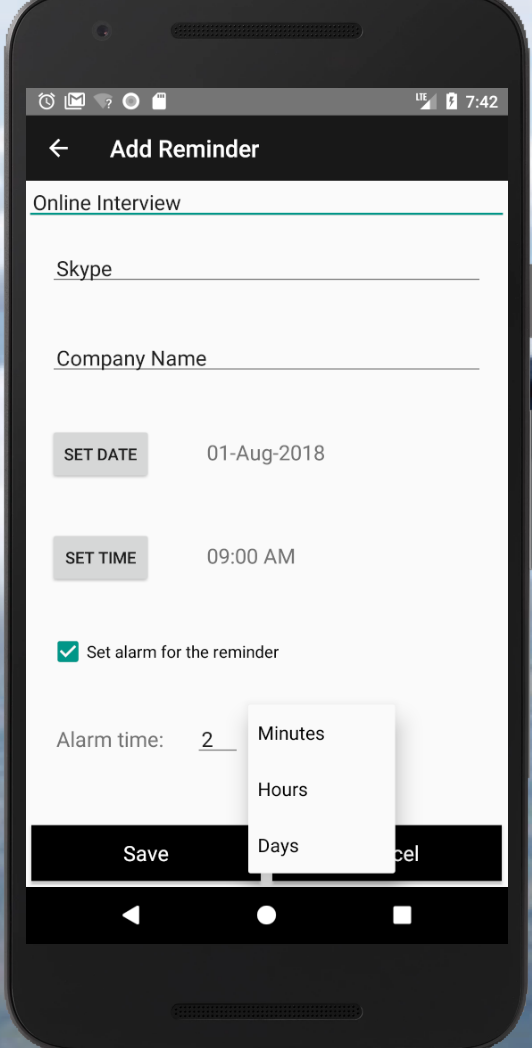 LTE 7:42
Add Reminder
Online Interview
Skype
Company Name
SET DATE 01-Aug-2018
SET TIME 09:00 AM
Set alarm for the reminder
Alarm time: 2
Minutes
Hours
Days
Save cel